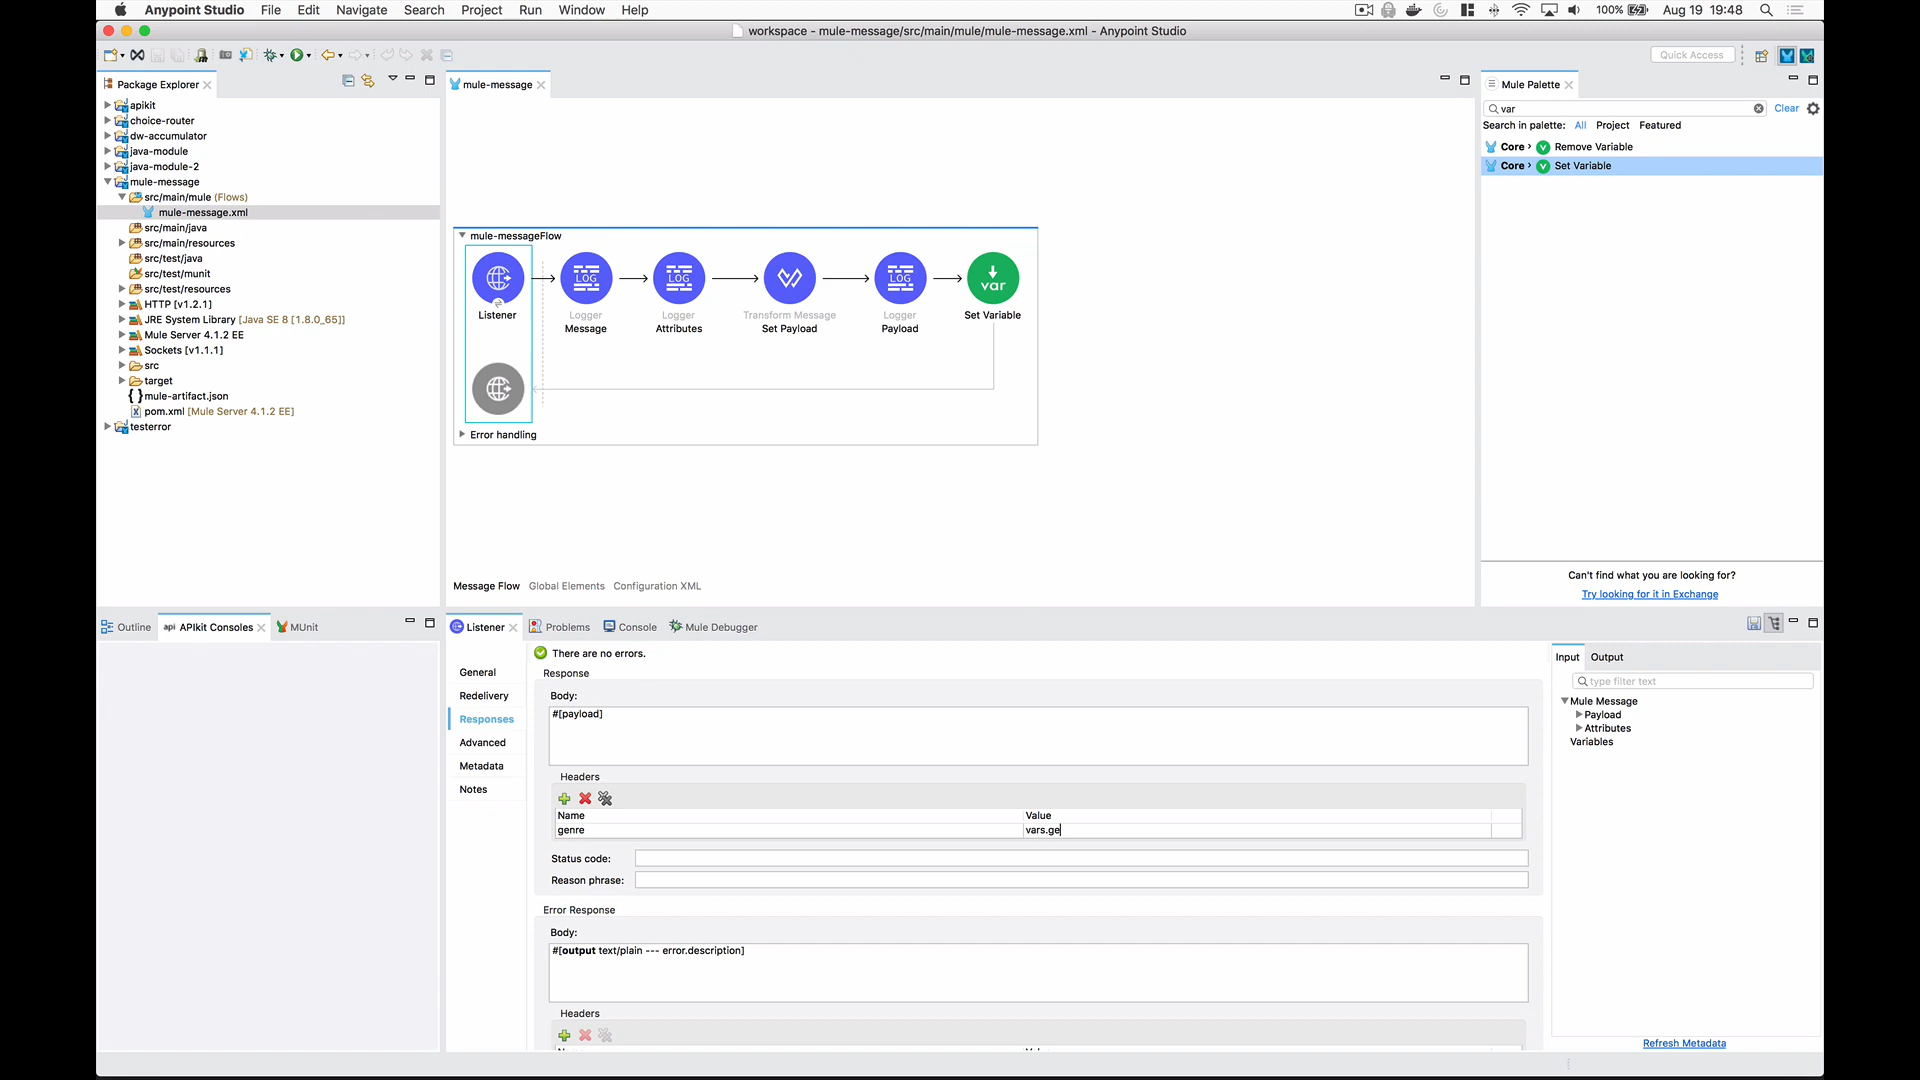 Anypoint Studio File Edit Navigate Search Project Run Window Help
100% Aug 19 19:48
workspace - mule-message/src/main/mule/mule-message.xml - Anypoint Studio
Quick Access
Package Explorer
apikit
choice-router
dw-accumulator
java-module
java-module-2
mule-message
src/main/mule (Flows)
mule-message.xml
src/main/java
src/main/resources
src/test/java
src/test/munit
src/test/resources
HTTP [v1.2.1]
JRE System Library [Java SE 8 [1.8.0_65]]
Mule Server 4.1.2 EE
Sockets [v1.1.1]
src
target
mule-artifact.json
pom.xml [Mule Server 4.1.2 EE]
testerror
mule-message
mule-messageFlow
LOG LOG LOG var
Listener Logger Logger Transform Message Logger Set Variable
Message Attributes Set Payload Payload
Error handling
Message Flow Global Elements Configuration XML
Mule Palette
var Clear
Search in palette: All Project Featured
Core › V Remove Variable
Core › V Set Variable
Can't find what you are looking for?
Try looking for it in Exchange
Outline api APIkit Consoles MUnit
Listener Problems Console Mule Debugger
There are no errors.
General
Redelivery
Responses
Advanced
Metadata
Notes
Response
Body:
#[payload]
Headers
Name Value
genre vars.ge
Status code:
Reason phrase:
Error Response
Body:
#[output text/plain --- error.description]
Headers
Input Output
type filter text
Mule Message
Payload
Attributes
Variables
Refresh Metadata